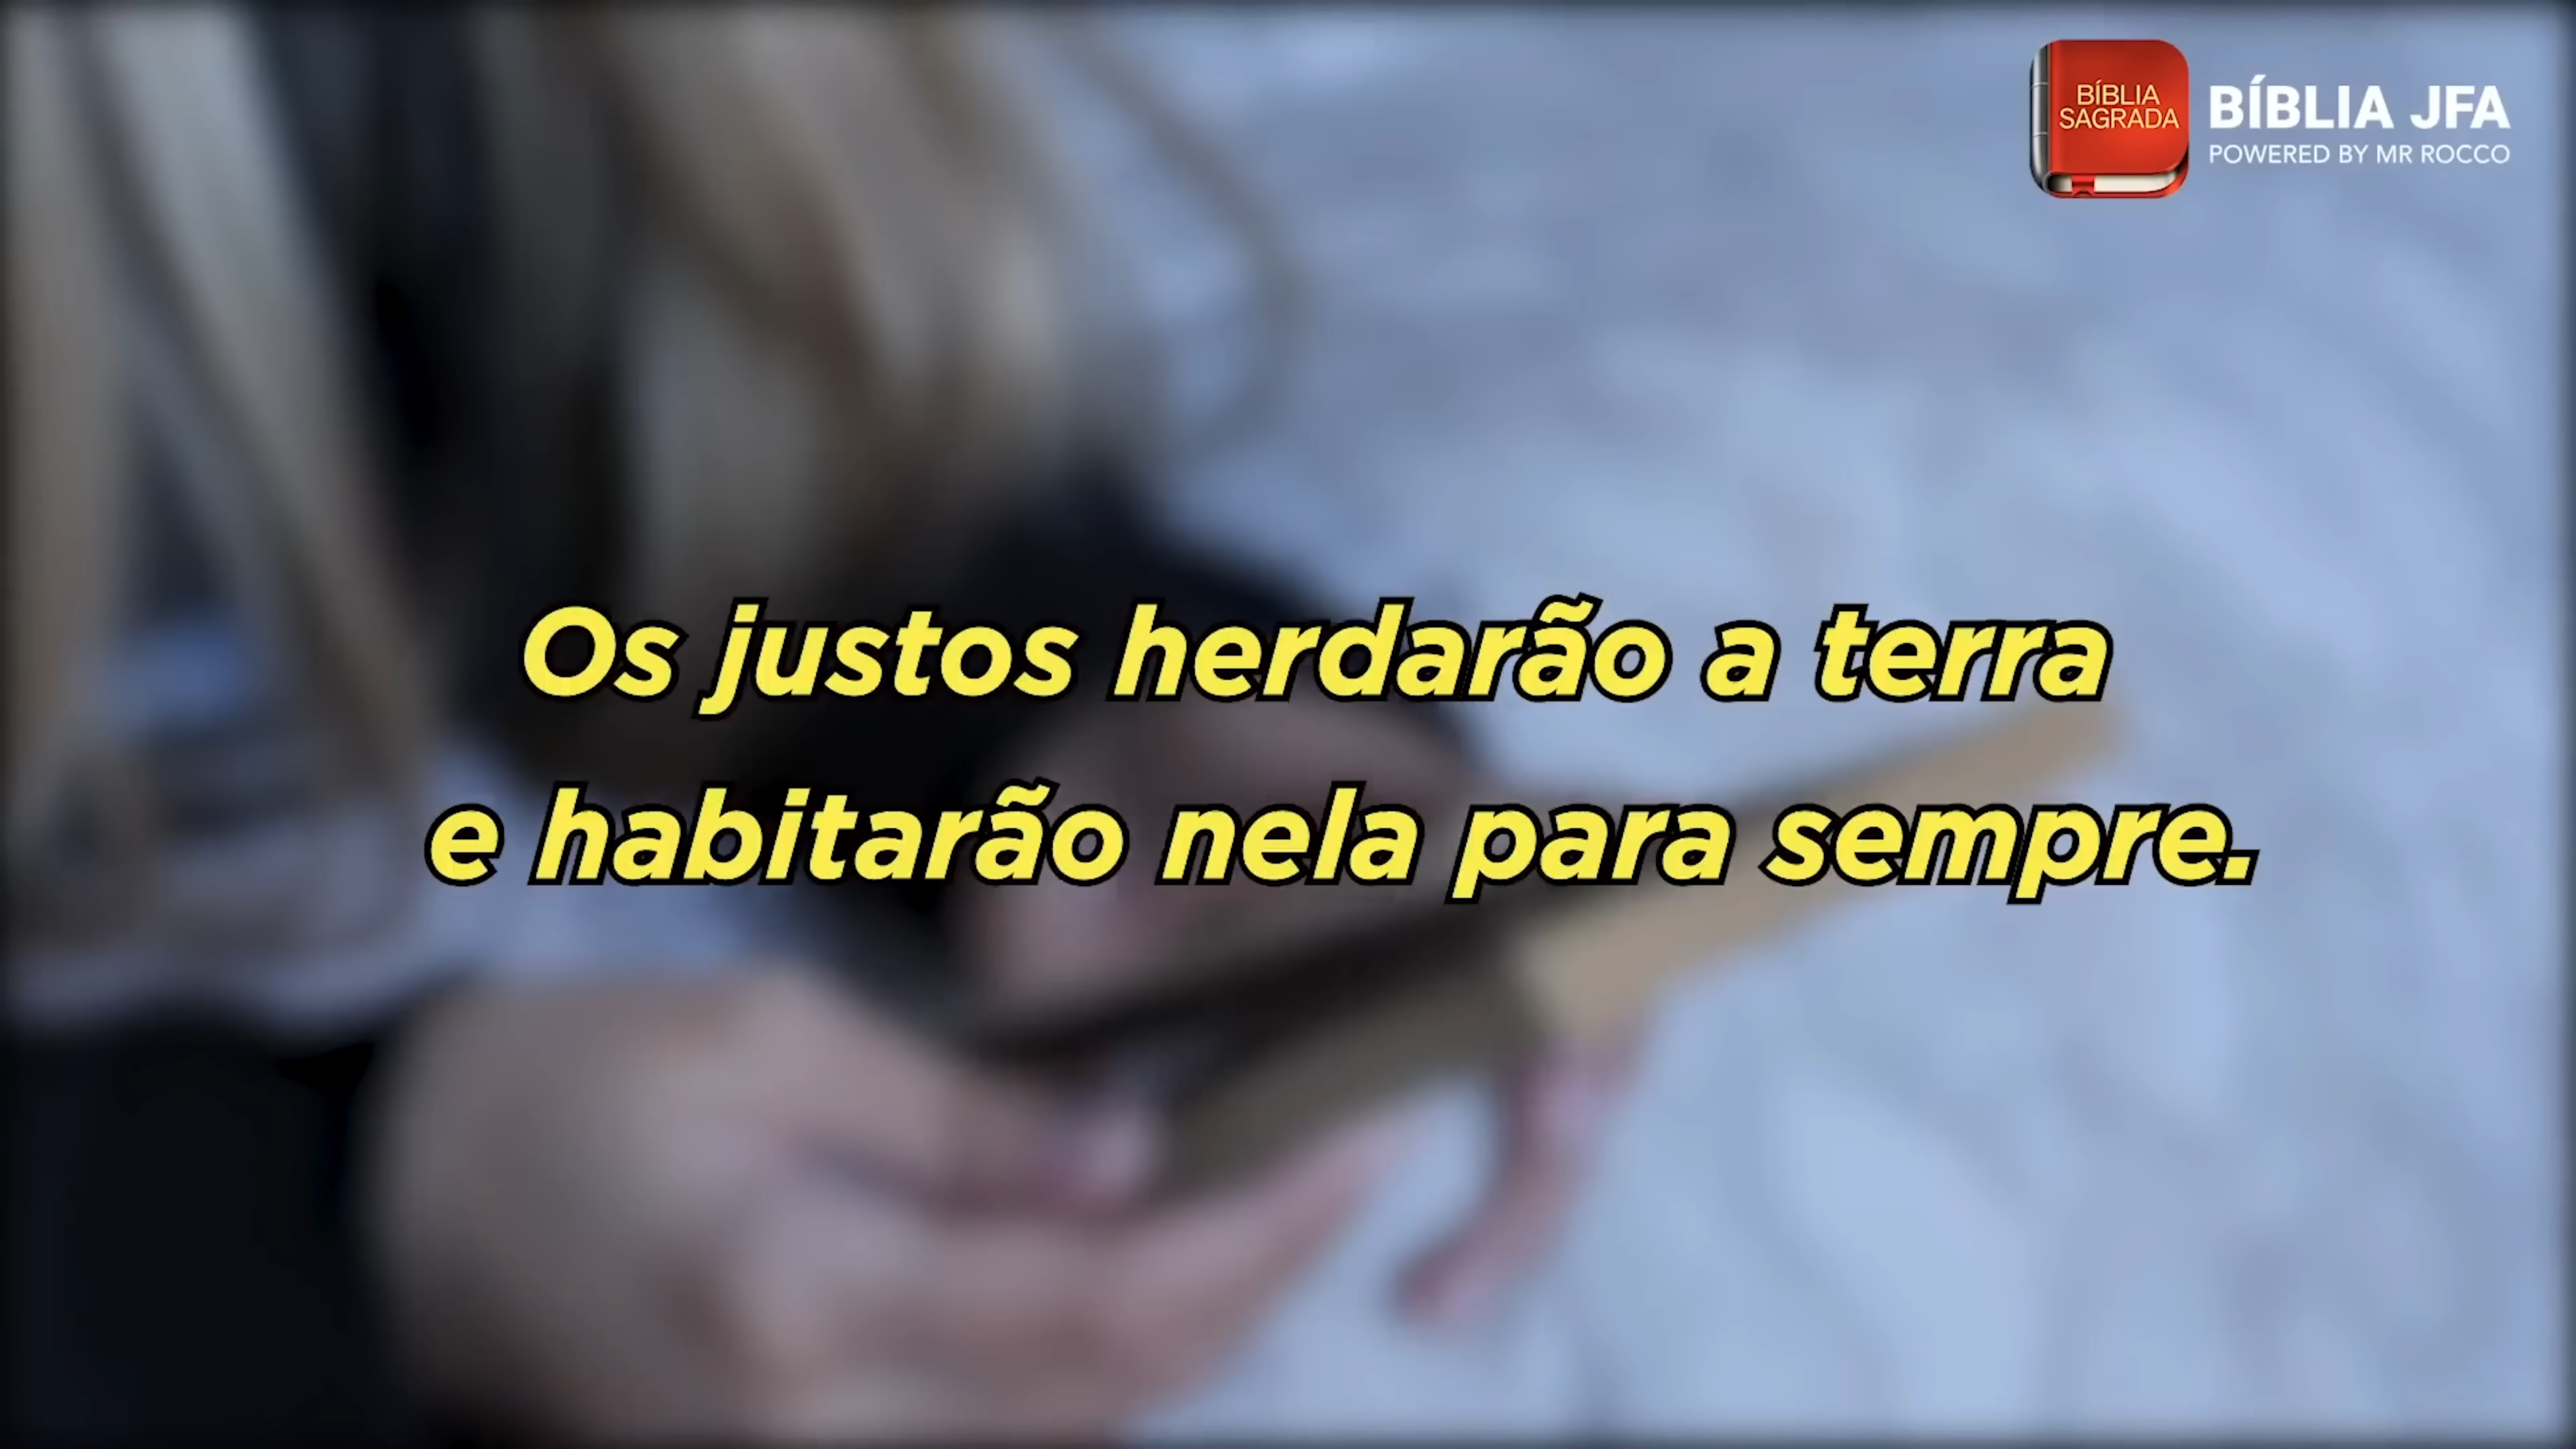 BÍBLIA
SAGRADA
BÍBLIA JFA
POWERED BY MR ROCCO
Os justos herdarão a terra
e habitarão nela para sempre.